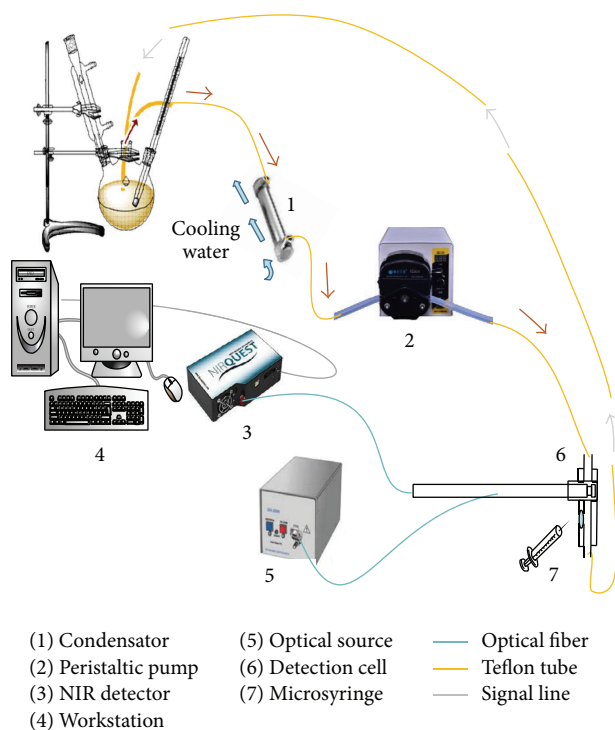 1
Cooling
water
2
NIRQUEST
3
4
5
6
7
(1) Condensator
(2) Peristaltic pump
(3) NIR detector
(4) Workstation
(5) Optical source
(6) Detection cell
(7) Microsyringe
Optical fiber
Teflon tube
Signal line